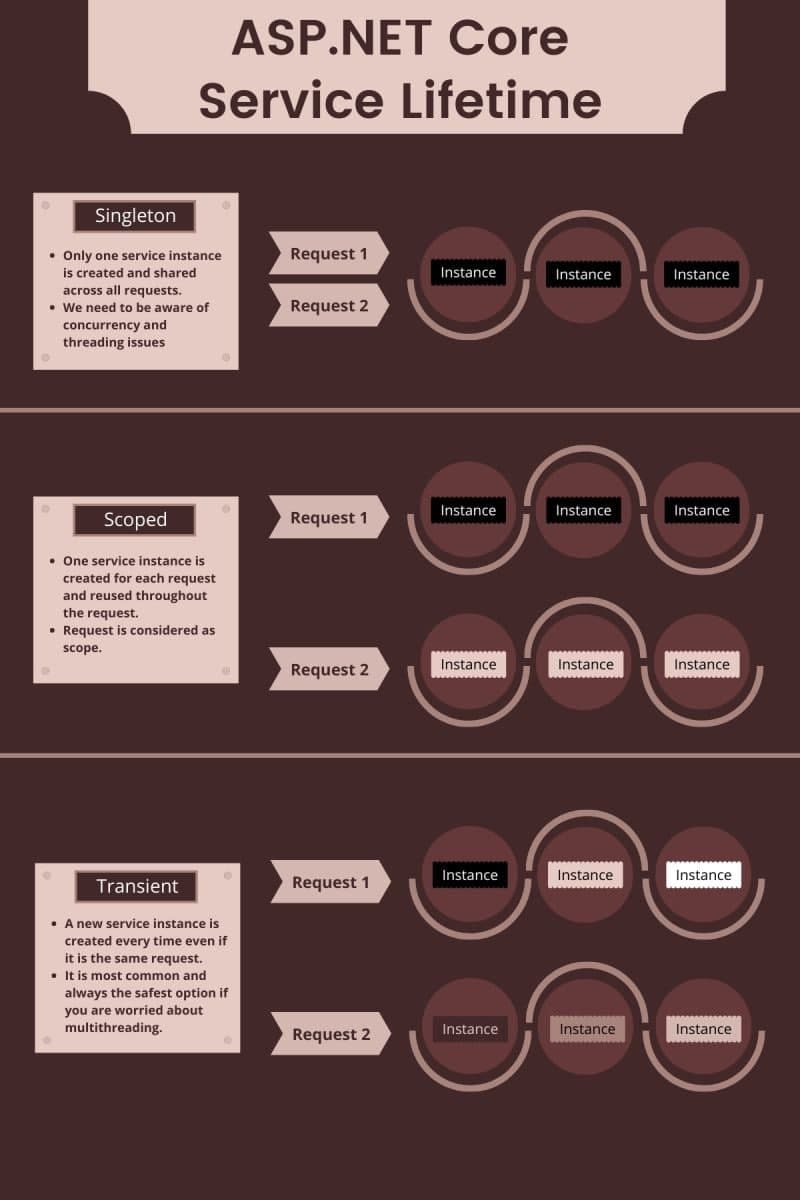 ASP.NET Core
Service Lifetime
Singleton
• Only one service instance
is created and shared
across all requests.
• We need to be aware of
concurrency and
threading issues
Request 1
Request 2
Instance
Instance
Instance
Scoped
• One service instance is
created for each request
and reused throughout
the request.
• Request is considered as
scope.
Request 1
Instance
Instance
Instance
Request 2
Instance
Instance
Instance
Transient
• A new service instance is
created every time even if
it is the same request.
• It is most common and
always the safest option if
you are worried about
multithreading.
Request 1
Instance
Instance
Instance
Request 2
Instance
Instance
Instance